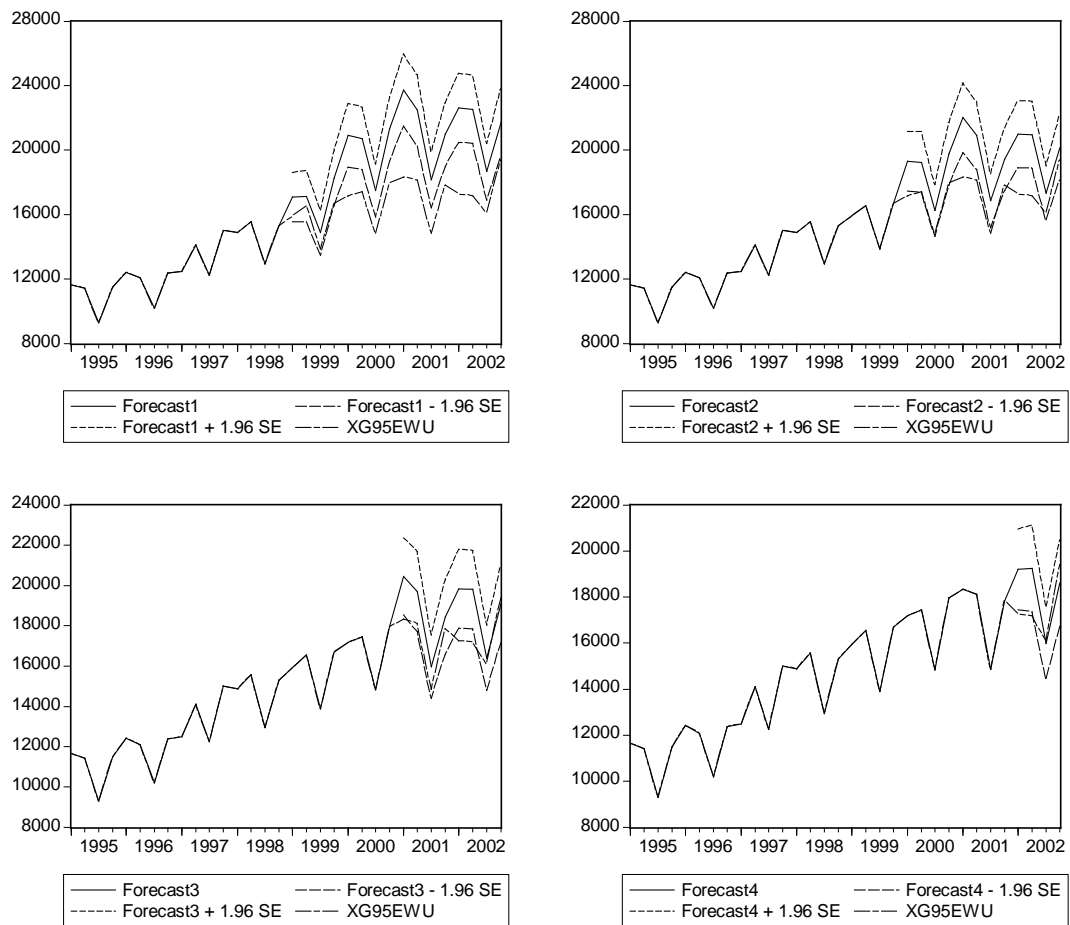 28000
24000
20000
16000
12000
8000
1995 1996 1997 1998 1999 2000 2001 2002
Forecast1 Forecast1 - 1.96 SE
Forecast1 + 1.96 SE XG95EWU
28000
24000
20000
16000
12000
8000
1995 1996 1997 1998 1999 2000 2001 2002
Forecast2 Forecast2 - 1.96 SE
Forecast2 + 1.96 SE XG95EWU
24000
22000
20000
18000
16000
14000
12000
10000
8000
1995 1996 1997 1998 1999 2000 2001 2002
Forecast3 Forecast3 - 1.96 SE
Forecast3 + 1.96 SE XG95EWU
22000
20000
18000
16000
14000
12000
10000
8000
1995 1996 1997 1998 1999 2000 2001 2002
Forecast4 Forecast4 - 1.96 SE
Forecast4 + 1.96 SE XG95EWU